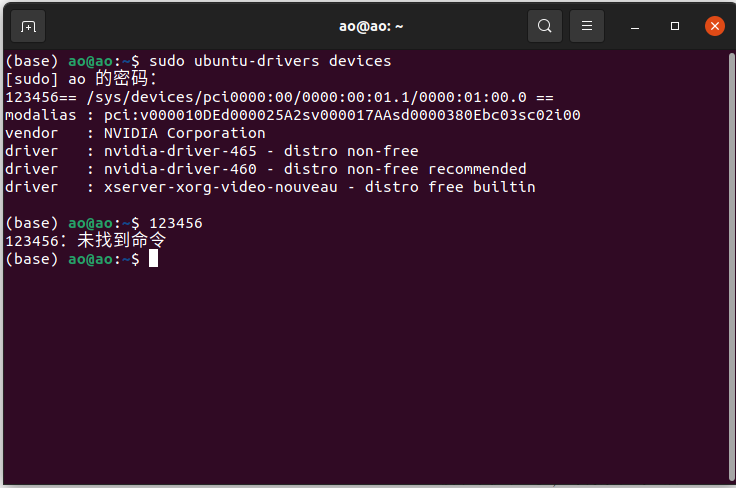 ao@ao: ~
(base) ao@ao:~$ sudo ubuntu-drivers devices
[sudo] ao 的密码：
123456== /sys/devices/pci0000:00/0000:00:01.1/0000:01:00.0 ==
modalias : pci:v000010DEd000025A2sv000017AAsd0000380Ebc03sc02i00
vendor   : NVIDIA Corporation
driver   : nvidia-driver-465 - distro non-free
driver   : nvidia-driver-460 - distro non-free recommended
driver   : xserver-xorg-video-nouveau - distro free builtin
(base) ao@ao:~$ 123456
123456：未找到命令
(base) ao@ao:~$